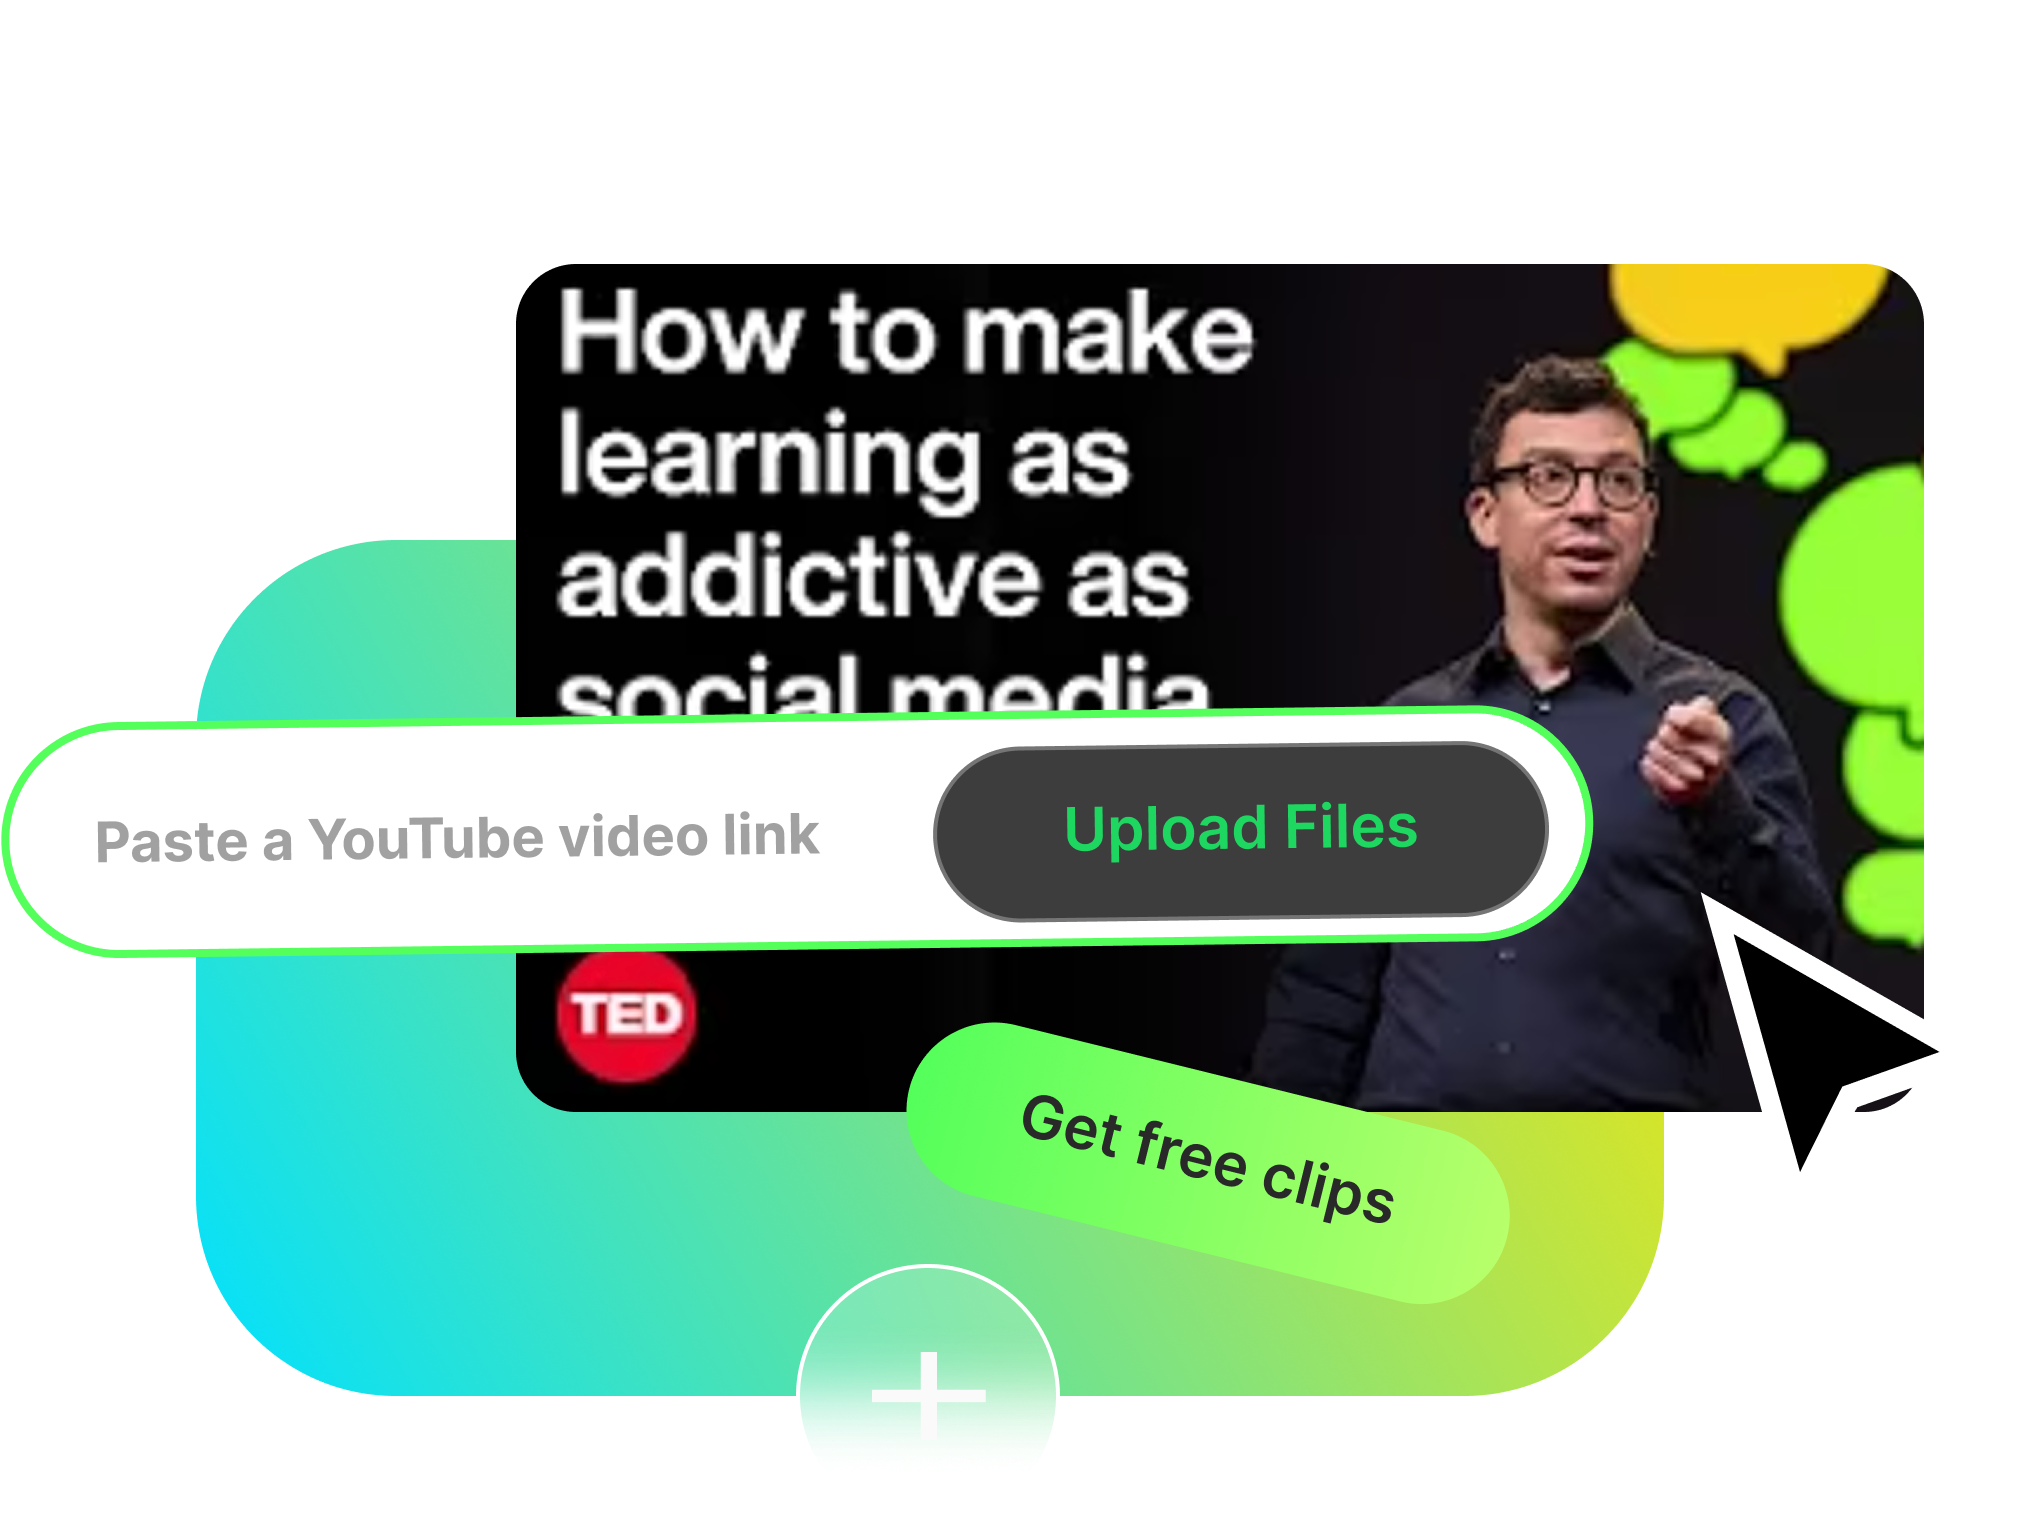 How to make
learning as
addictive as
social media
Paste a YouTube video link
Upload Files
TED
Get free clips